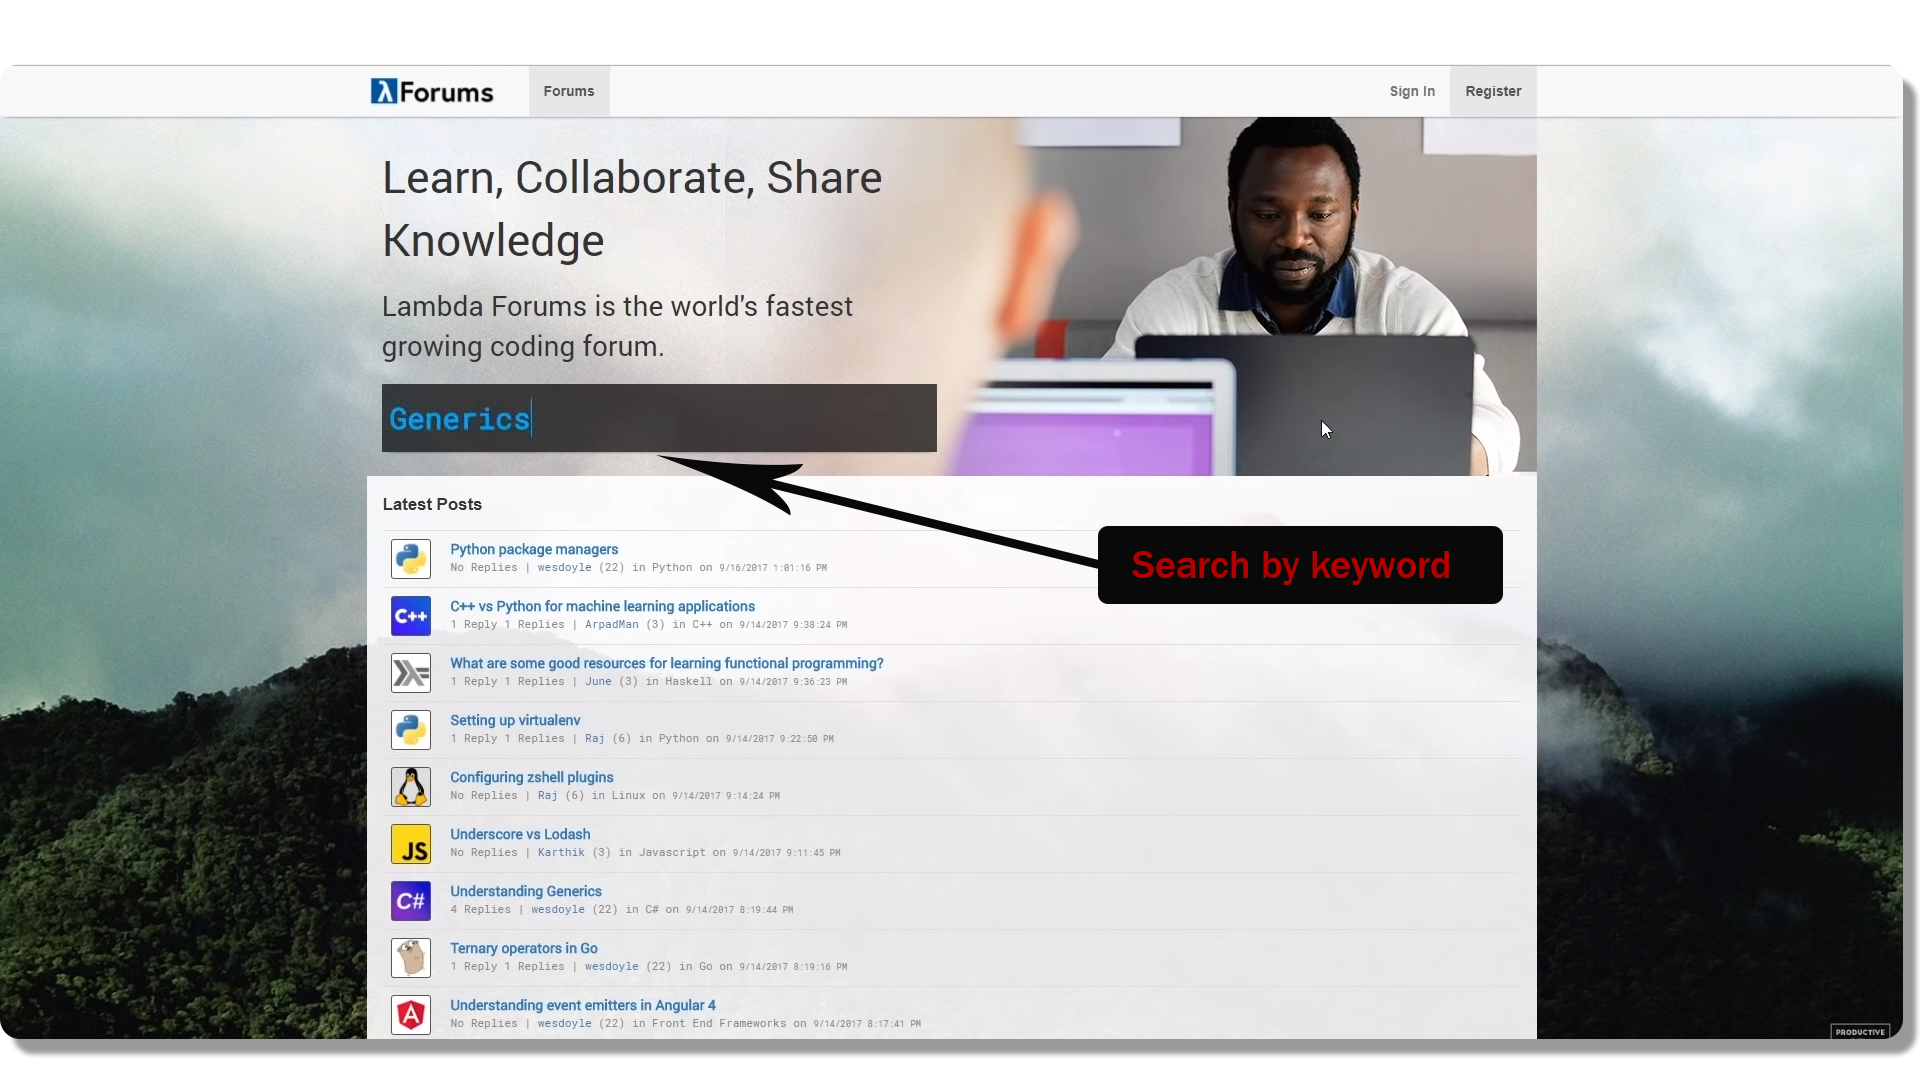 λForums
Forums
Sign In
Register
Learn, Collaborate, Share
Knowledge
Lambda Forums is the world's fastest
growing coding forum.
Generics
Search by keyword
Latest Posts
Python package managers
No Replies | wesdoyle (22) in Python on 9/16/2017 1:01:16 PM
C++
C++ vs Python for machine learning applications
1 Reply 1 Replies | ArpadMan (3) in C++ on 9/14/2017 9:38:24 PM
What are some good resources for learning functional programming?
1 Reply 1 Replies | June (3) in Haskell on 9/14/2017 9:36:23 PM
Setting up virtualenv
1 Reply 1 Replies | Raj (6) in Python on 9/14/2017 9:22:50 PM
Configuring zshell plugins
No Replies | Raj (6) in Linux on 9/14/2017 9:14:24 PM
JS
Underscore vs Lodash
No Replies | Karthik (3) in Javascript on 9/14/2017 9:11:45 PM
C#
Understanding Generics
4 Replies | wesdoyle (22) in C# on 9/14/2017 8:19:44 PM
Ternary operators in Go
1 Reply 1 Replies | wesdoyle (22) in Go on 9/14/2017 8:19:16 PM
A
Understanding event emitters in Angular 4
No Replies | wesdoyle (22) in Front End Frameworks on 9/14/2017 8:17:41 PM
PRODUCTIVE